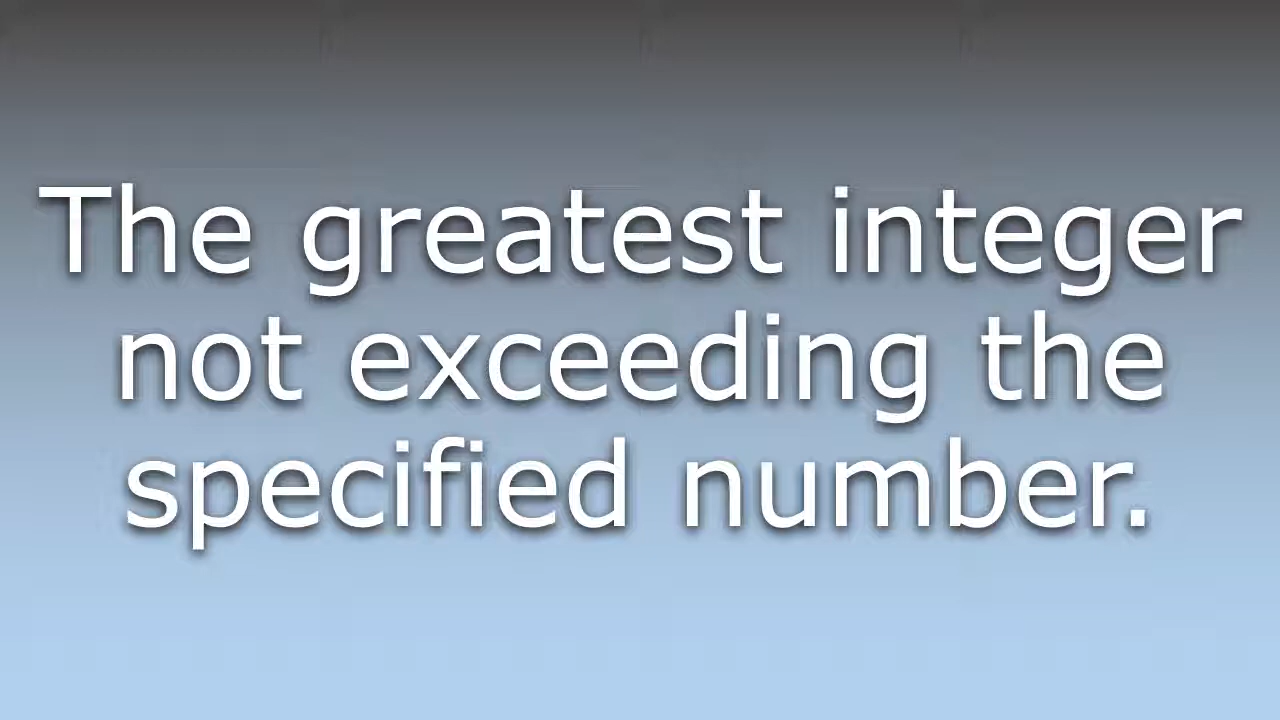 The greatest integer
not exceeding the
specified number.